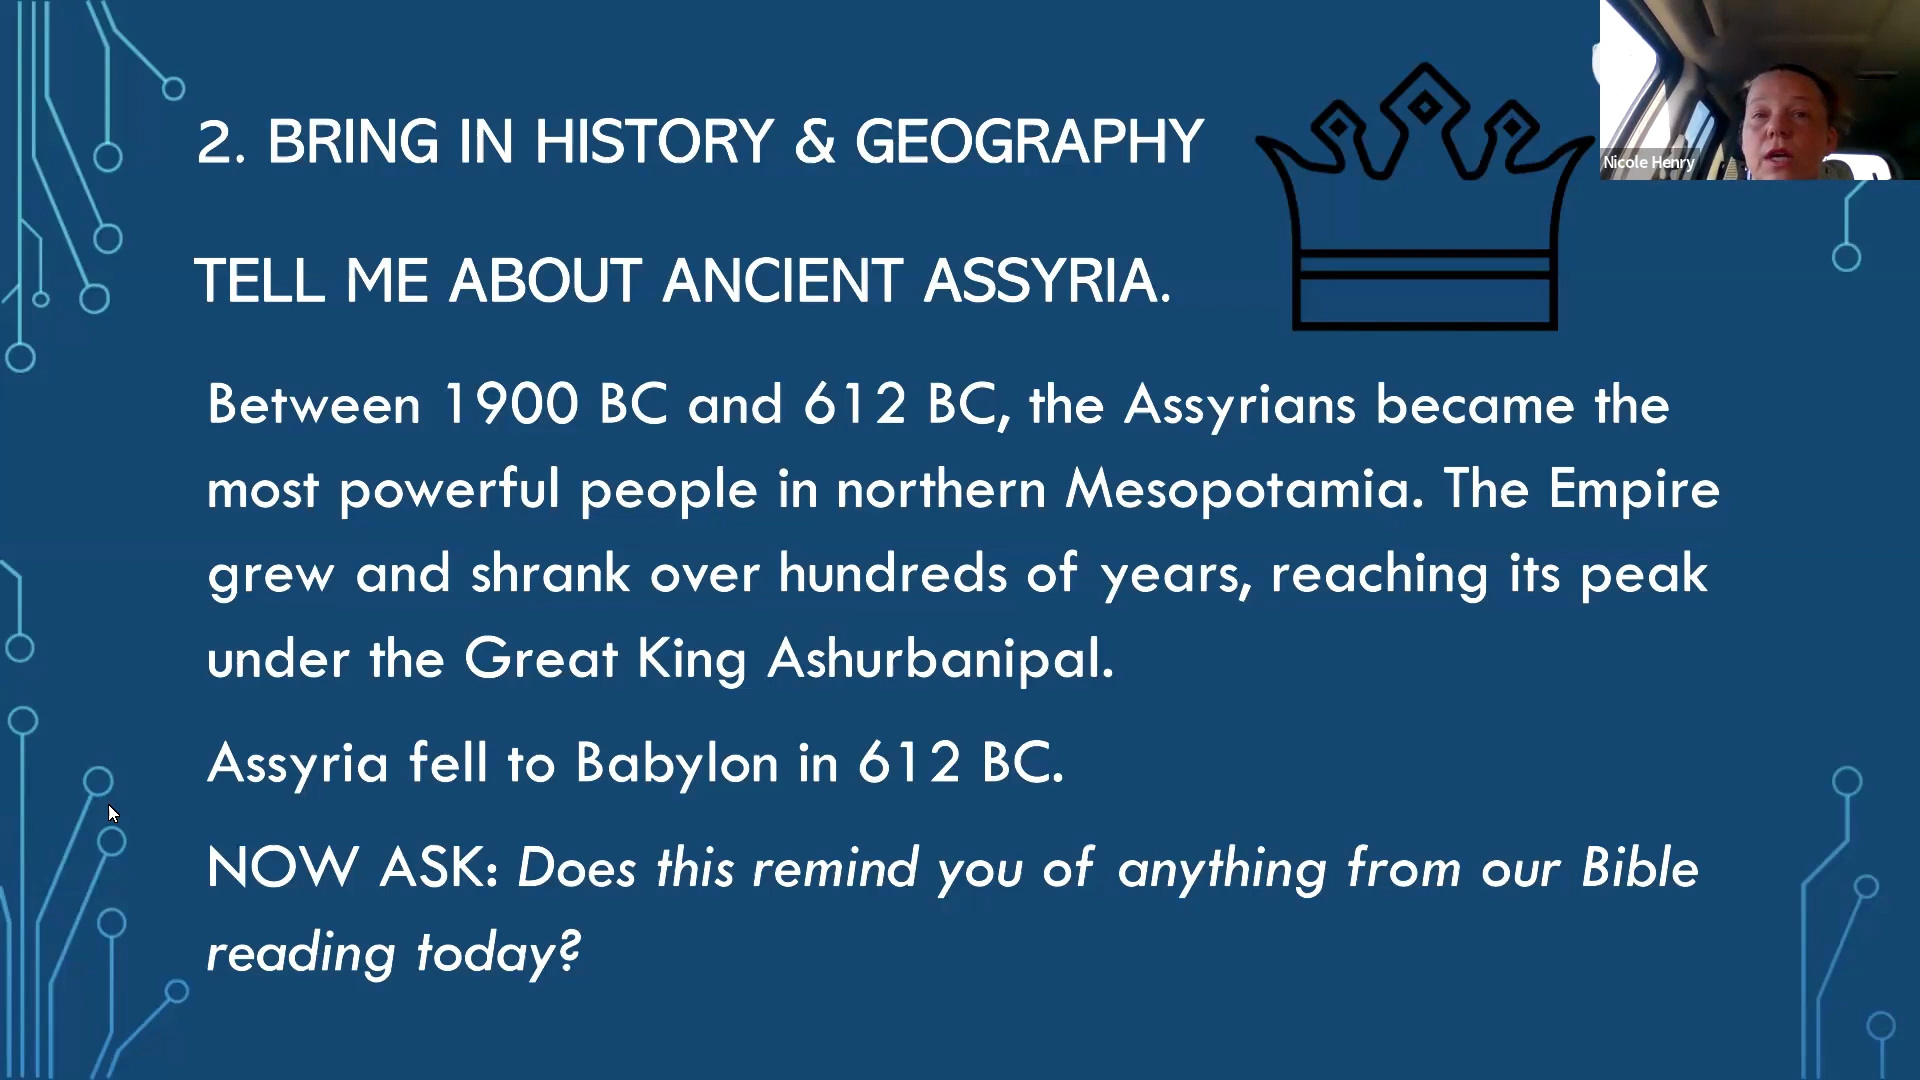 2. BRING IN HISTORY & GEOGRAPHY
TELL ME ABOUT ANCIENT ASSYRIA.
Nicole Henry
Between 1900 BC and 612 BC, the Assyrians became the
most powerful people in northern Mesopotamia. The Empire
grew and shrank over hundreds of years, reaching its peak
under the Great King Ashurbanipal.
Assyria fell to Babylon in 612 BC.
NOW ASK: Does this remind you of anything from our Bible
reading today?